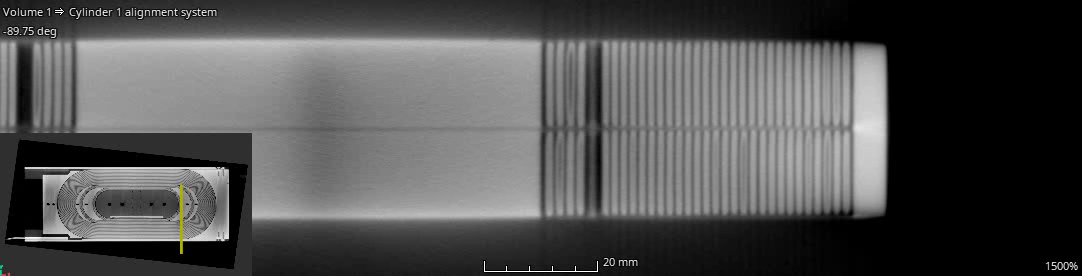 Volume 1 ⇒ Cylinder 1 alignment system
-89.75 deg
20 mm
1500%